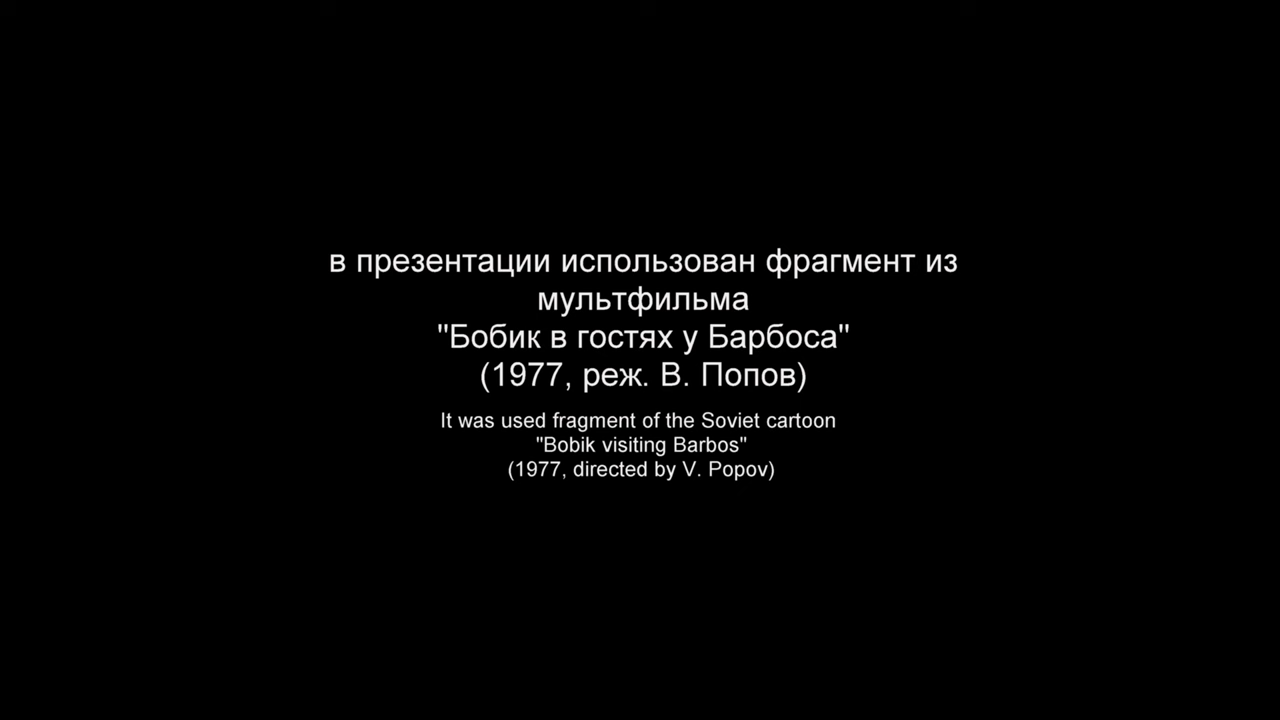 в презентации использован фрагмент из
мультфильма
"Бобик в гостях у Барбоса"
(1977, реж. В. Попов)
It was used fragment of the Soviet cartoon
"Bobik visiting Barbos"
(1977, directed by V. Popov)